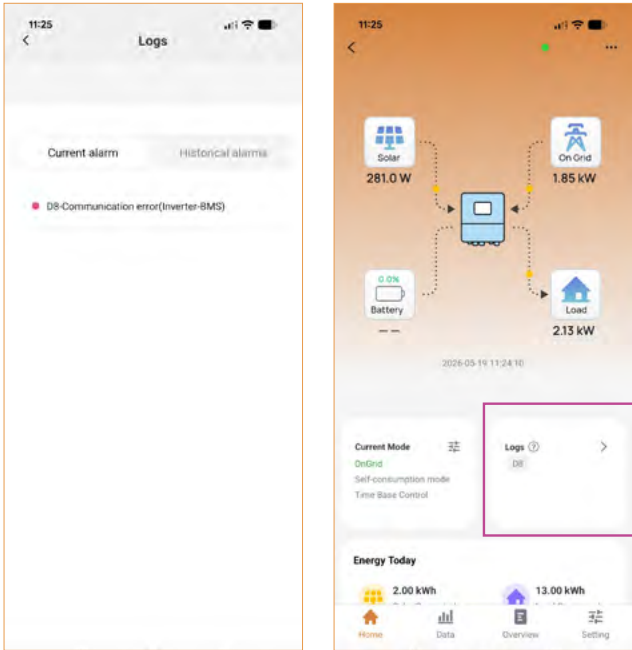 11:25
Logs
Current alarm
Historical alarms
D8-Communication error(Inverter-BMS)
11:25
Solar
281.0 W
On Grid
1.85 kW
0.0%
Battery
--
Load
2.13 kW
2026-05-19 11:24:10
Current Mode
OnGrid
Self-consumption mode
Time Base Control
Logs
D8
Energy Today
2.00 kWh
13.00 kWh
Home
Data
Overview
Setting